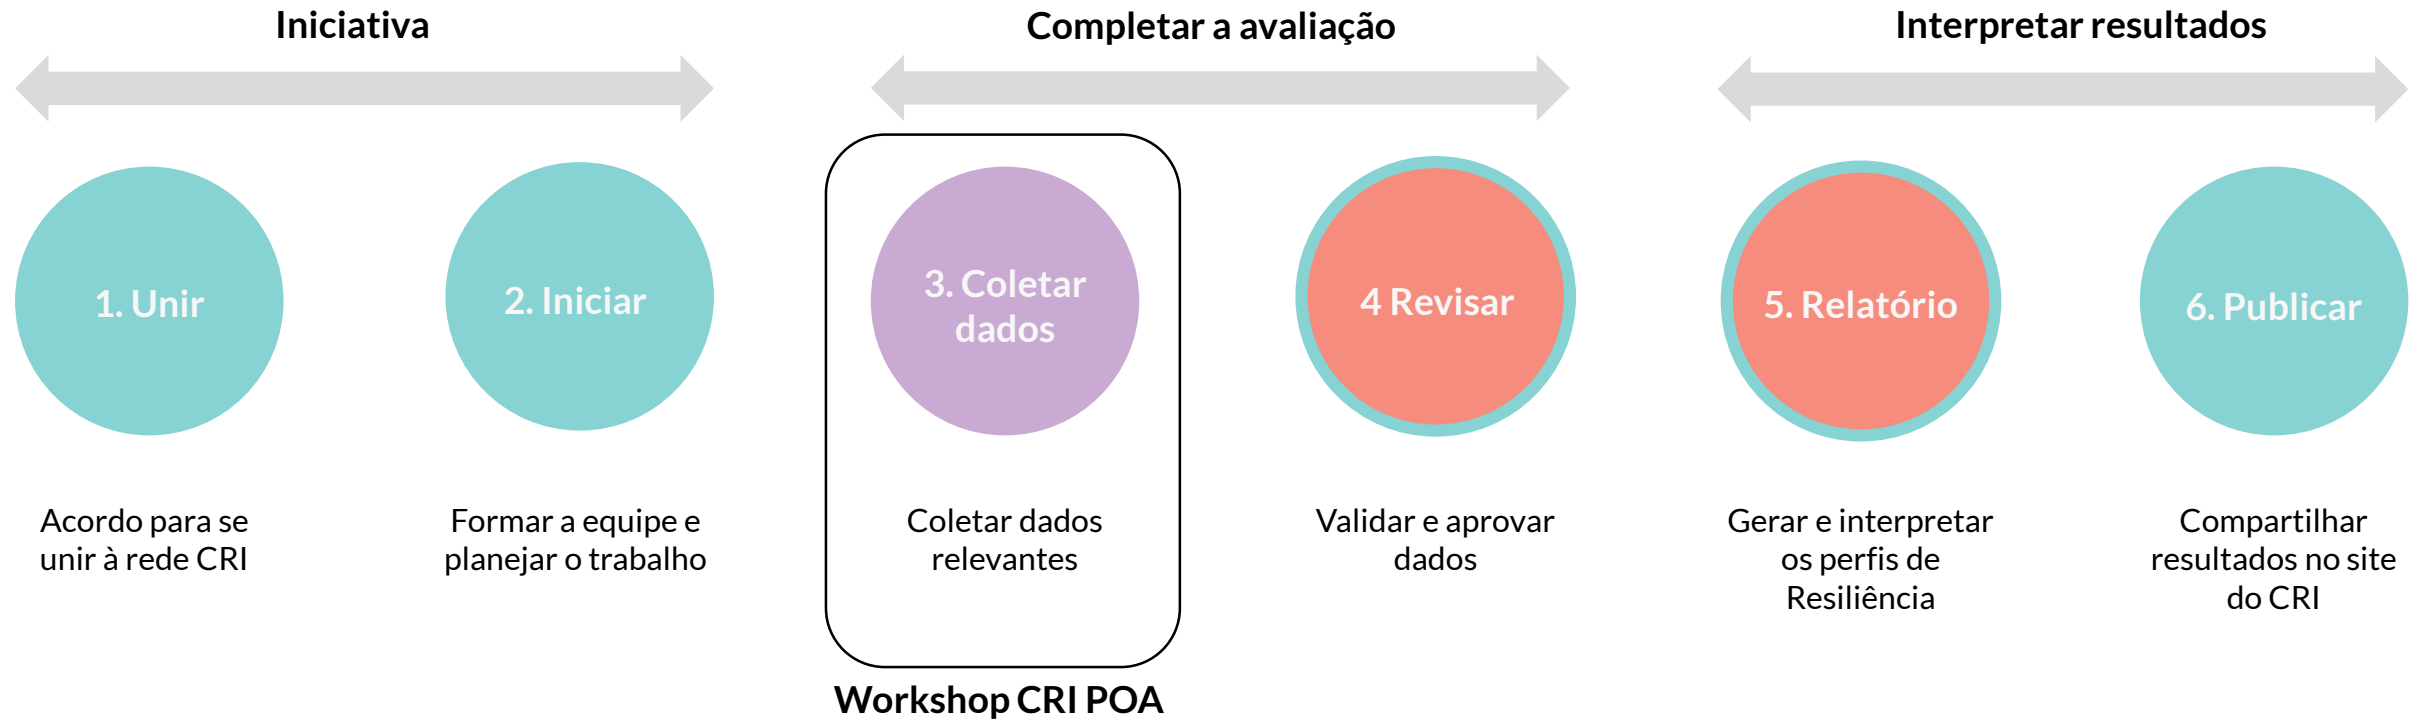 Iniciativa
Completar a avaliação
Interpretar resultados
1. Unir
2. Iniciar
3. Coletar
dados
4 Revisar
5. Relatório
6. Publicar
Acordo para se
unir à rede CRI
Formar a equipe e
planejar o trabalho
Coletar dados
relevantes
Validar e aprovar
dados
Gerar e interpretar
os perfis de
Resiliência
Compartilhar
resultados no site
do CRI
Workshop CRI POA